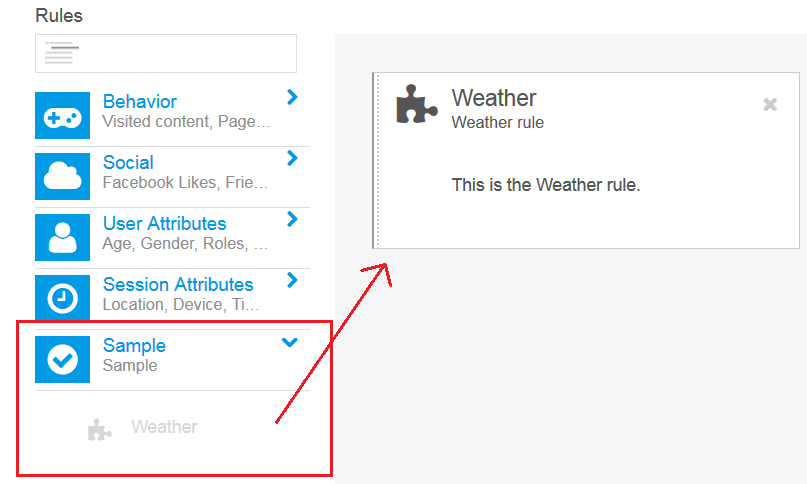 Rules
Behavior
Visited content, Page…
Social
Facebook Likes, Frie…
User Attributes
Age, Gender, Roles, …
Session Attributes
Location, Device, Ti…
Sample
Sample
Weather
Weather
Weather rule
This is the Weather rule.